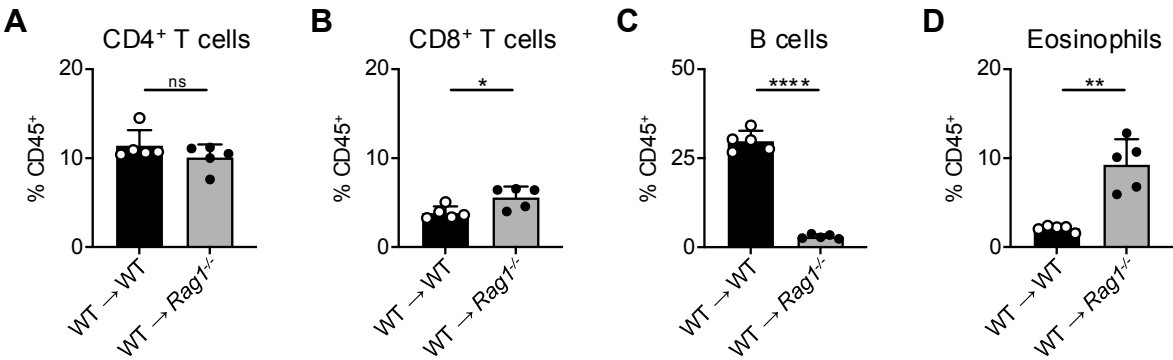 A
CD4⁺ T cells
20
10
0
% CD45⁺
ns
WT → WT
WT → Rag1⁻/⁻
B
CD8⁺ T cells
20
10
0
% CD45⁺
*
WT → WT
WT → Rag1⁻/⁻
C
B cells
50
25
0
% CD45⁺
****
WT → WT
WT → Rag1⁻/⁻
D
Eosinophils
20
10
0
% CD45⁺
**
WT → WT
WT → Rag1⁻/⁻